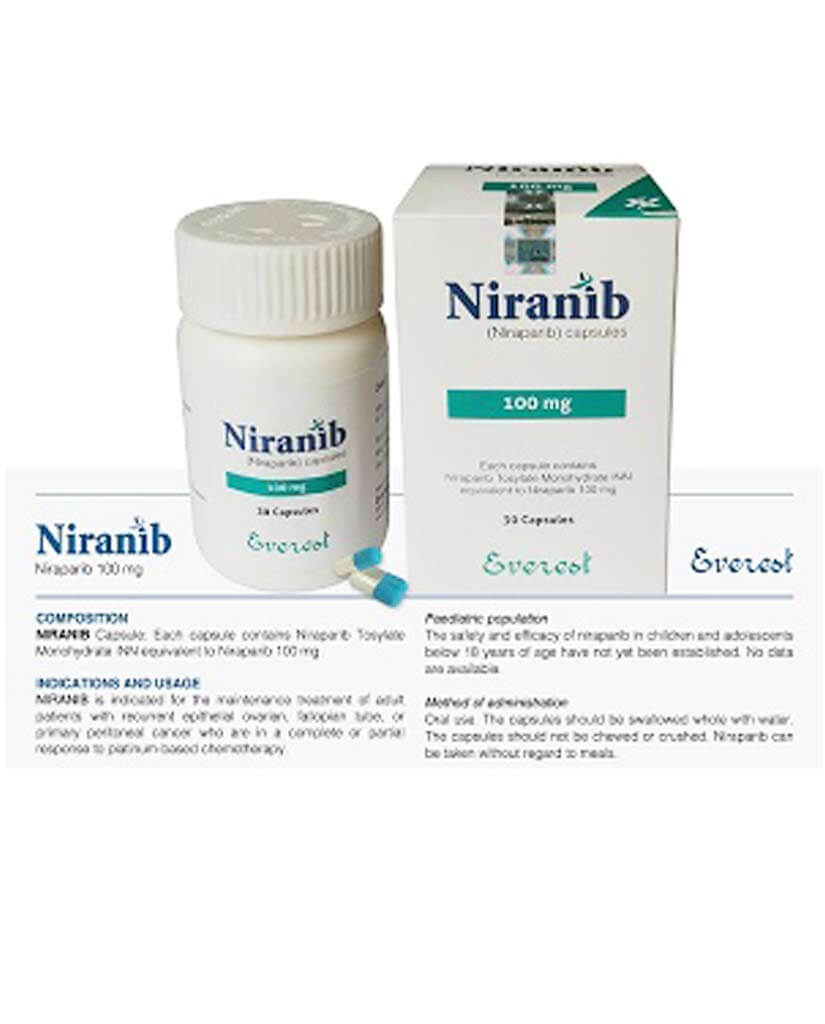 Niranib
100 mg
Niranib
(Niraparib) capsules
100 mg
Each capsule contains
Niraparib Tosylate Monohydrate INN
equivalent to Niraparib 100 mg
30 Capsules
Everest
Niranib
(Niraparib) capsules
100 mg
30 Capsules
Everest
Niranib
Niraparib 100 mg
Everest
COMPOSITION
NIRANIB Capsule: Each capsule contains Niraparib Tosylate
Monohydrate INN equivalent to Niraparib 100 mg.
INDICATIONS AND USAGE
NIRANIB is indicated for the maintenance treatment of adult
patients with recurrent epithelial ovarian, fallopian tube, or
primary peritoneal cancer who are in a complete or partial
response to platinum-based chemotherapy.
Paediatric population
The safety and efficacy of niraparib in children and adolescents
below 18 years of age have not yet been established. No data
are available.
Method of administration
Oral use. The capsules should be swallowed whole with water.
The capsules should not be chewed or crushed. Niraparib can
be taken without regard to meals.